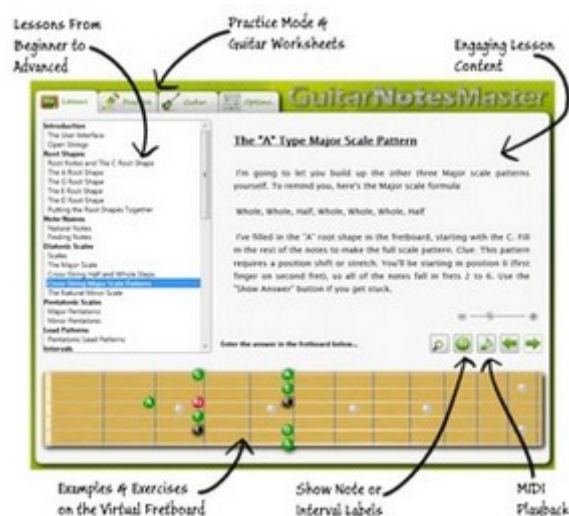 Lessons From
Beginner to
Advanced
Practice Mode &
Guitar Worksheets
Engaging Lesson
Content
Lessons
Practice
Guitar
Options
GuitarNotesMaster
Introduction
The User Interface
Open Strings
Root Shapes
Root Notes and The C Root Shape
The A Root Shape
The G Root Shape
The E Root Shape
The D Root Shape
Putting the Root Shapes Together
Note Names
Natural Notes
Finding Notes
Diatonic Scales
Scales
The Major Scale
Cross-String Half and Whole Steps
Cross-String Major Scale Patterns
The Natural Minor Scale
Pentatonic Scales
Major Pentatonic
Minor Pentatonic
Lead Patterns
Pentatonic Lead Patterns
Intervals
The "A" Type Major Scale Pattern
I'm going to let you build up the other three Major scale patterns
yourself. To remind you, here's the Major scale formula
Whole, Whole, Half, Whole, Whole, Whole, Half
I've filled in the "A" root shape in the fretboard, starting with the C. Fill
in the rest of the notes to make the full scale pattern. Clue: This pattern
requires a position shift or stretch. You'll be starting in position II (first
finger on second fret), so all of the notes fall in frets 2 to 6. Use the
"Show Answer" button if you get stuck.
Enter the answer in the fretboard below...
Examples & Exercises
on the Virtual Fretboard
Show Note or
Interval Labels
MIDI
Playback